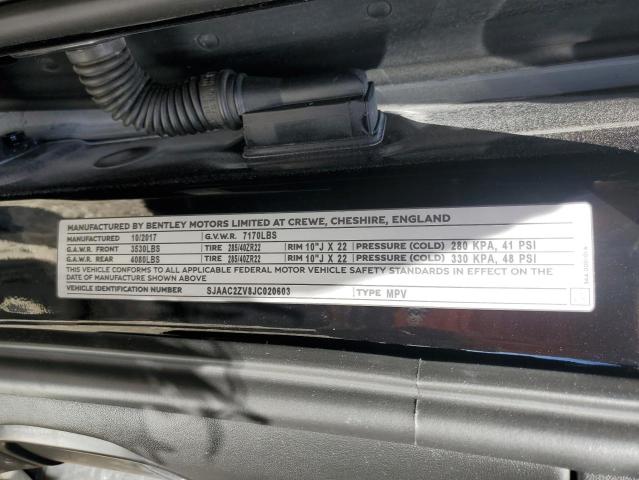 MANUFACTURED BY BENTLEY MOTORS LIMITED AT CREWE, CHESHIRE, ENGLAND
MANUFACTURED 10/2017 G.V.W.R. 7170LBS
G.A.W.R. FRONT 3530LBS TIRE 285/40ZR22 RIM 10"J X 22 PRESSURE (COLD) 280 KPA, 41 PSI
G.A.W.R. REAR 4080LBS TIRE 285/40ZR22 RIM 10"J X 22 PRESSURE (COLD) 330 KPA, 48 PSI
THIS VEHICLE CONFORMS TO ALL APPLICABLE FEDERAL MOTOR VEHICLE SAFETY STANDARDS IN EFFECT ON THE DATE OF MANUFACTURE SHOWN ABOVE
VEHICLE IDENTIFICATION NUMBER SJAAC2ZV8JC020603 TYPE MPV